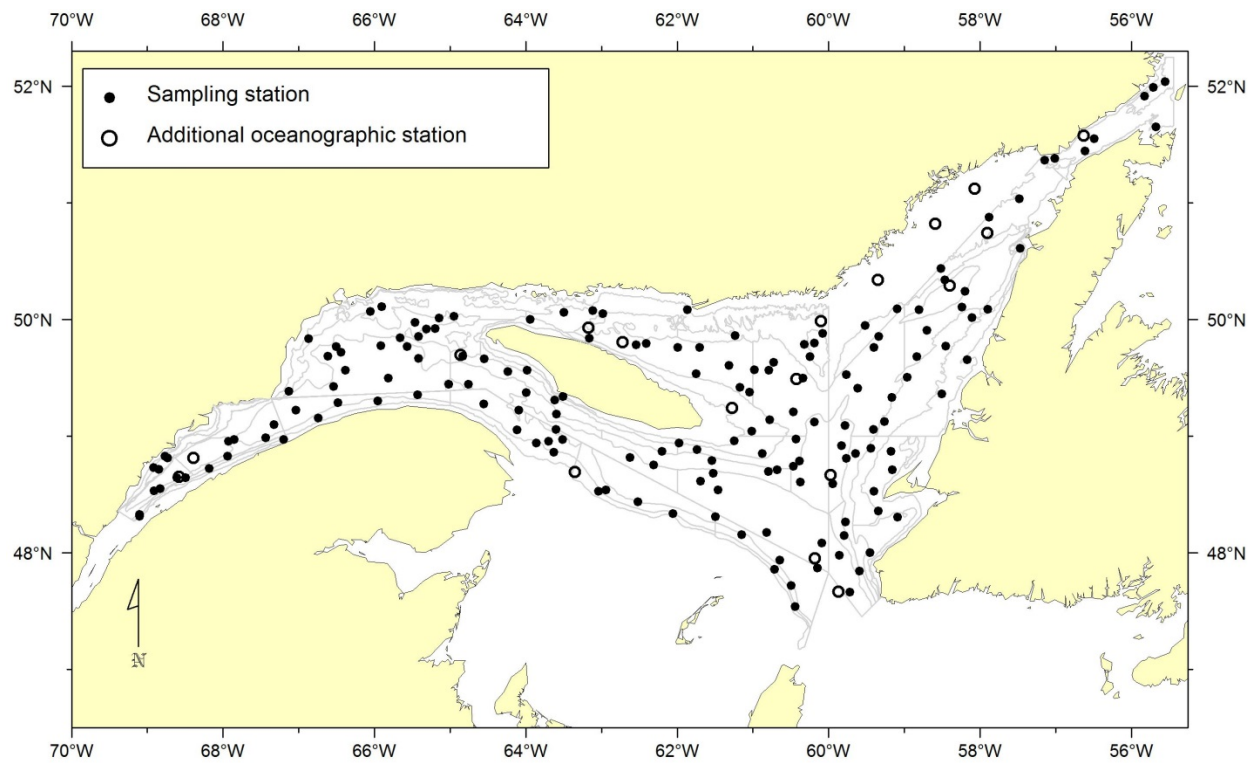 70°W 68°W 66°W 64°W 62°W 60°W 58°W 56°W
52°N 52°N
Sampling station
Additional oceanographic station
50°N 50°N
48°N 48°N
N
70°W 68°W 66°W 64°W 62°W 60°W 58°W 56°W